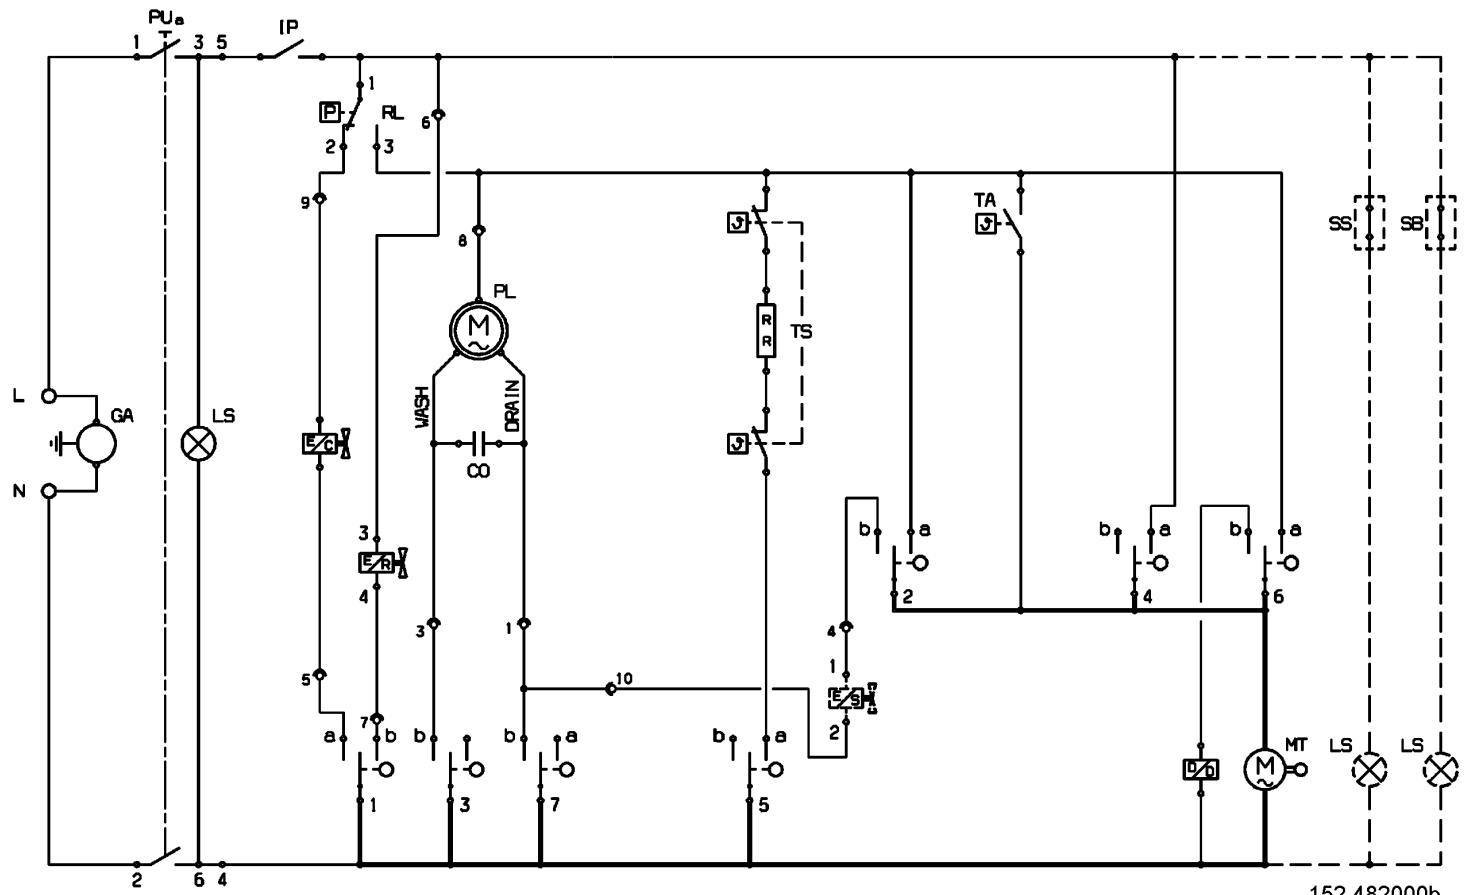 PUa
IP
1 3 5
1
P RL
6
2 3
9
8
TA
SS SB
PL
M
R
R
TS
L
WASH
DRAIN
GA LS
E/C
CO
N
3
b a b a b a
E/R
4
2 4 6
3 1 4
1
5 10
E/S
7
2
a b b b a b a
MT LS LS
D/D M
1 3 7 5
2 6 4
152 482000b